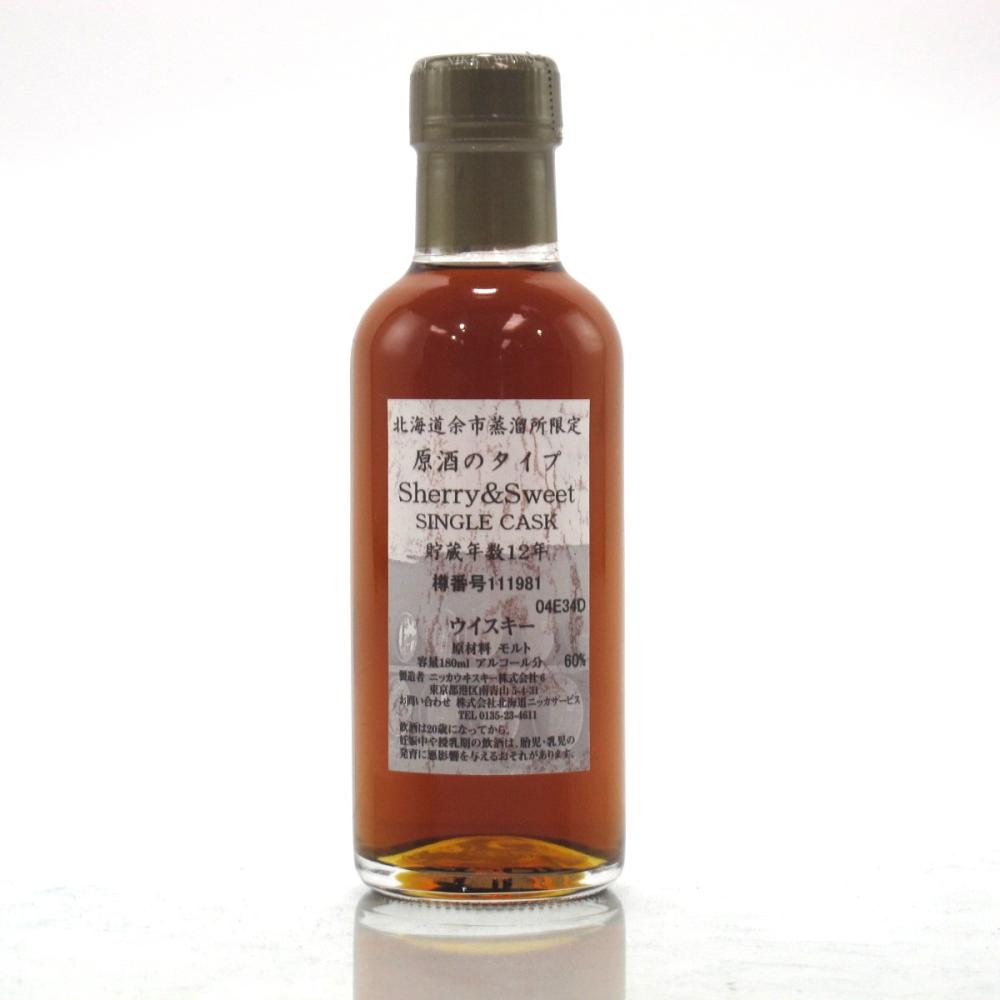 北海道余市蒸溜所限定
原酒のタイプ
Sherry&Sweet
SINGLE CASK
貯蔵年数12年
樽番号111981
04E34D
ウイスキー
原材料 モルト
容量180ml アルコール分 60%
製造者 ニッカウヰスキー株式会社6
東京都港区南青山 5-4-31
お問い合わせ 株式会社北海道ニッカサービス
TEL 0135-23-4611
飲酒は20歳になってから。
妊娠中や授乳期の飲酒は、胎児・乳児の
発育に悪影響を与えるおそれがあります。